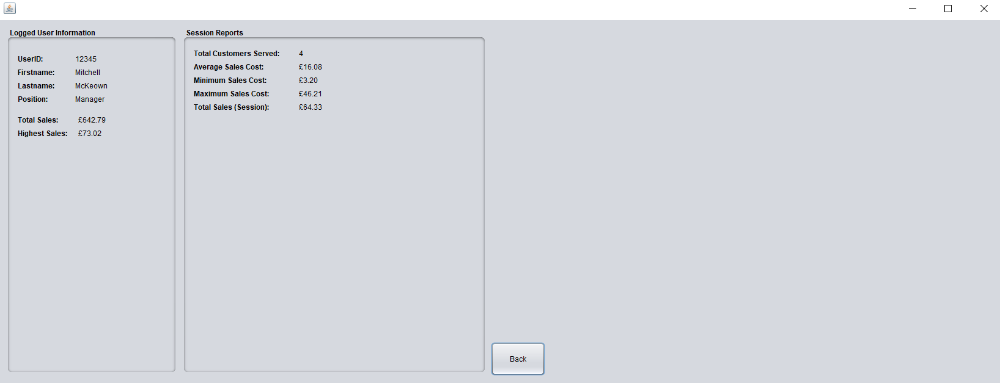 Logged User Information
UserID: 12345
Firstname: Mitchell
Lastname: McKeown
Position: Manager
Total Sales: £642.79
Highest Sales: £73.02
Session Reports
Total Customers Served: 4
Average Sales Cost: £16.08
Minimum Sales Cost: £3.20
Maximum Sales Cost: £46.21
Total Sales (Session): £64.33
Back